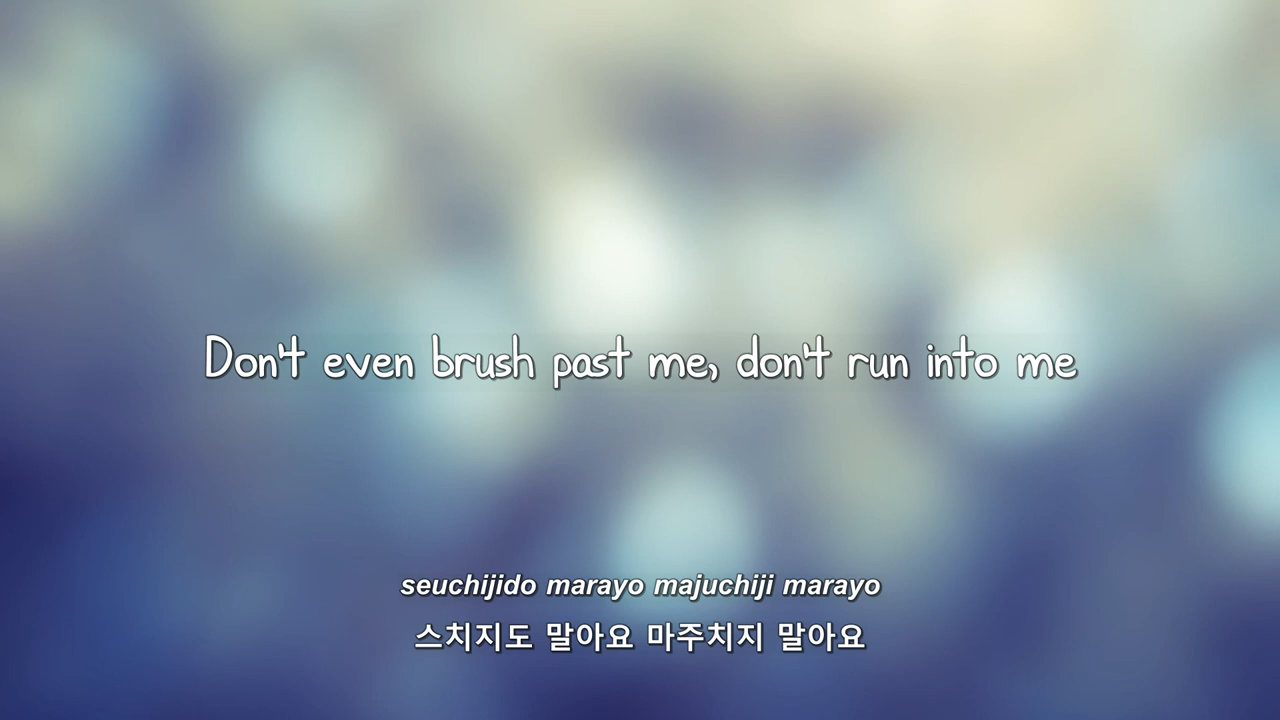 Don't even brush past me, don't run into me
seuchijido marayo majuchiji marayo
스치지도 말아요 마주치지 말아요